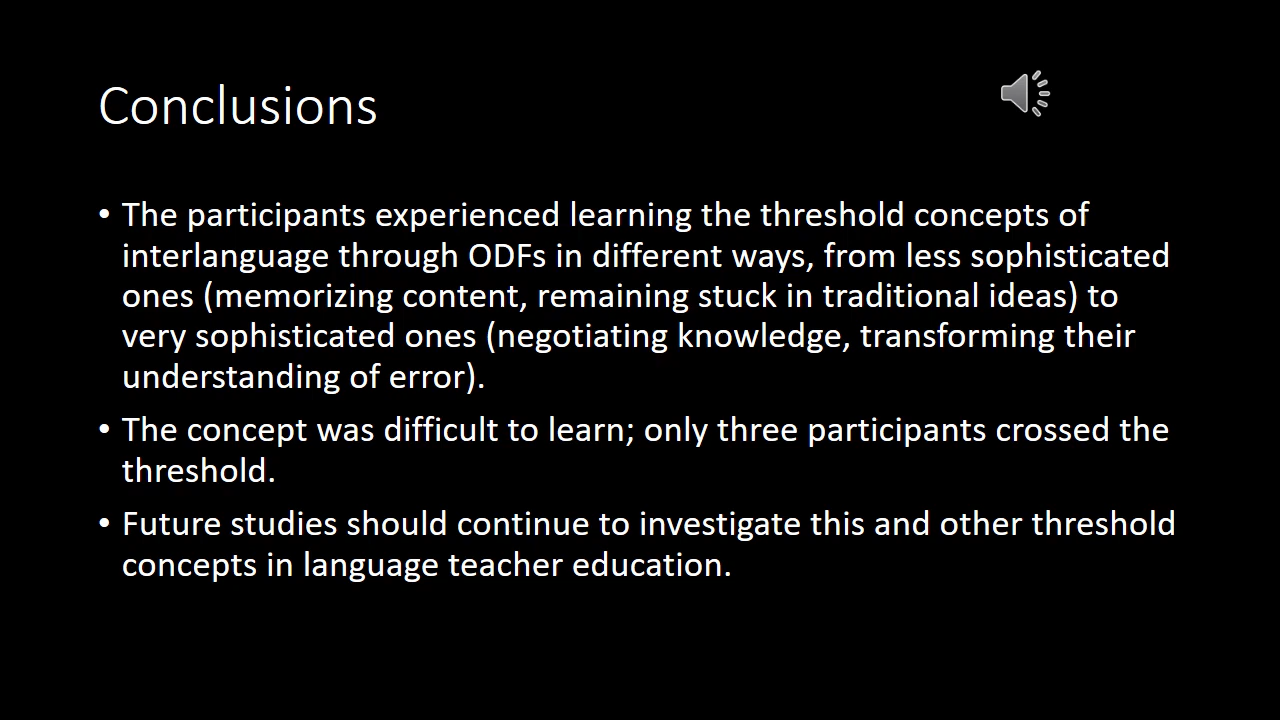 Conclusions
• The participants experienced learning the threshold concepts of
interlanguage through ODFs in different ways, from less sophisticated
ones (memorizing content, remaining stuck in traditional ideas) to
very sophisticated ones (negotiating knowledge, transforming their
understanding of error).
• The concept was difficult to learn; only three participants crossed the
threshold.
• Future studies should continue to investigate this and other threshold
concepts in language teacher education.